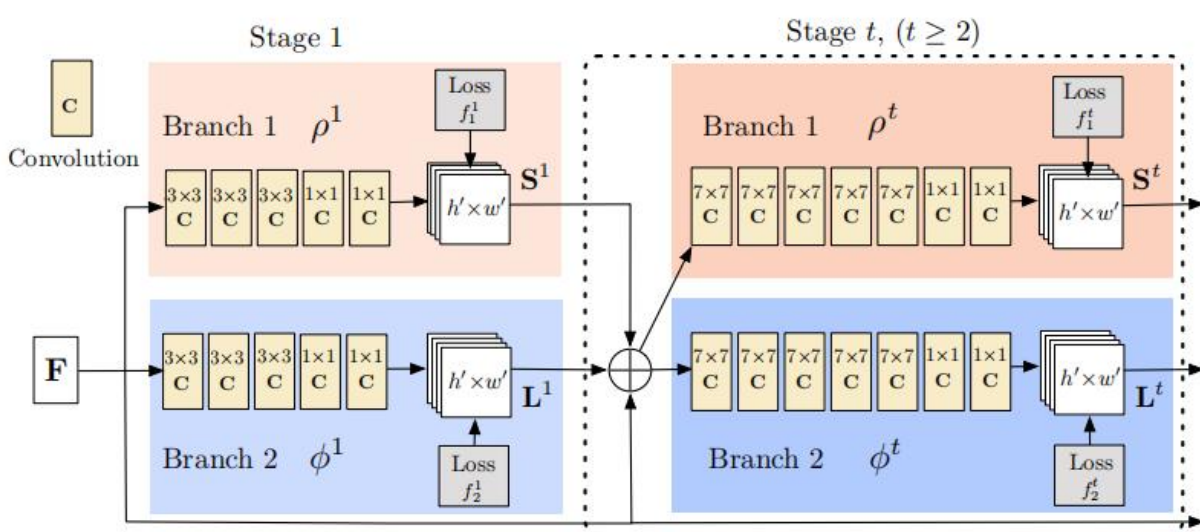 Stage 1
Stage t, (t ≥ 2)
C
Convolution
Branch 1 ρ¹
Loss
f₁¹
3×3 3×3 3×3 1×1 1×1
C C C C C
h′×w′
S¹
Branch 1 ρᵗ
Loss
f₁ᵗ
7×7 7×7 7×7 7×7 7×7 1×1 1×1
C C C C C C C
h′×w′
Sᵗ
F
3×3 3×3 3×3 1×1 1×1
C C C C C
h′×w′
L¹
Branch 2 ϕ¹
Loss
f₂¹
7×7 7×7 7×7 7×7 7×7 1×1 1×1
C C C C C C C
h′×w′
Lᵗ
Branch 2 ϕᵗ
Loss
f₂ᵗ